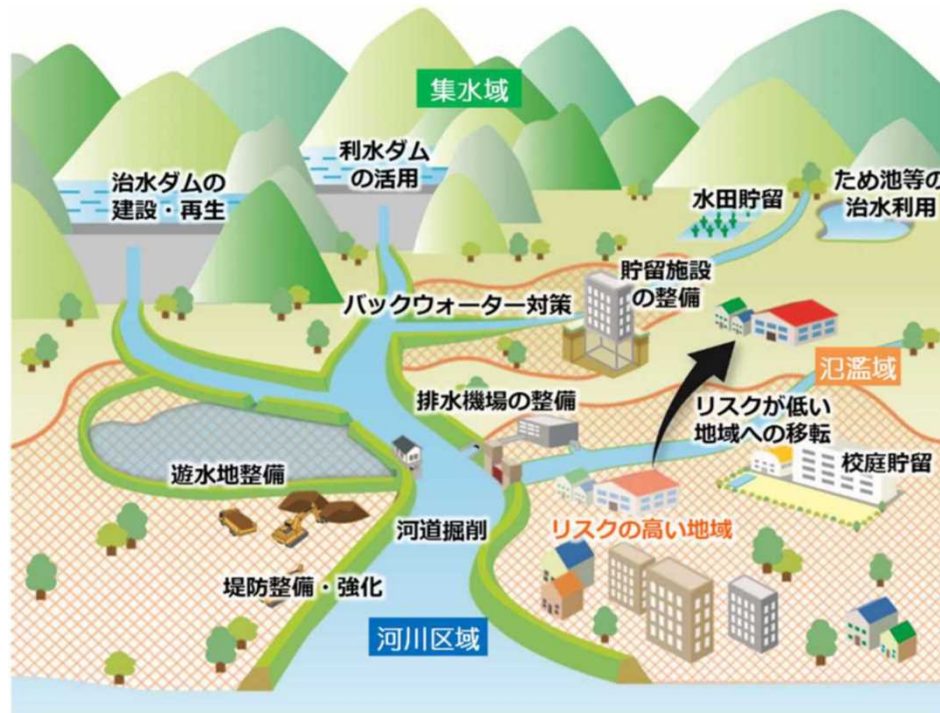 集水域
利水ダム
の活用
治水ダムの
建設・再生
水田貯留
ため池等の
治水利用
貯留施設
の整備
バックウォーター対策
氾濫域
排水機場の整備
リスクが低い
地域への移転
校庭貯留
遊水地整備
河道掘削
リスクの高い地域
堤防整備・強化
河川区域